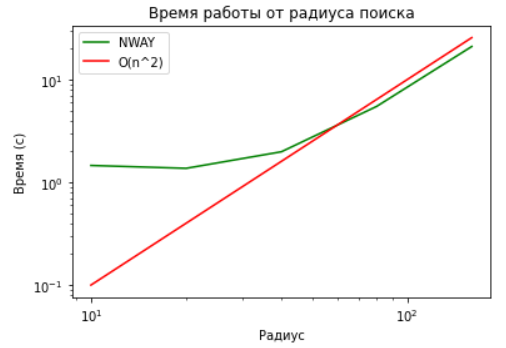 Время работы от радиуса поиска
NWAY
O(n^2)
10^1
10^0
10^-1
Время (с)
10^1
10^2
Радиус